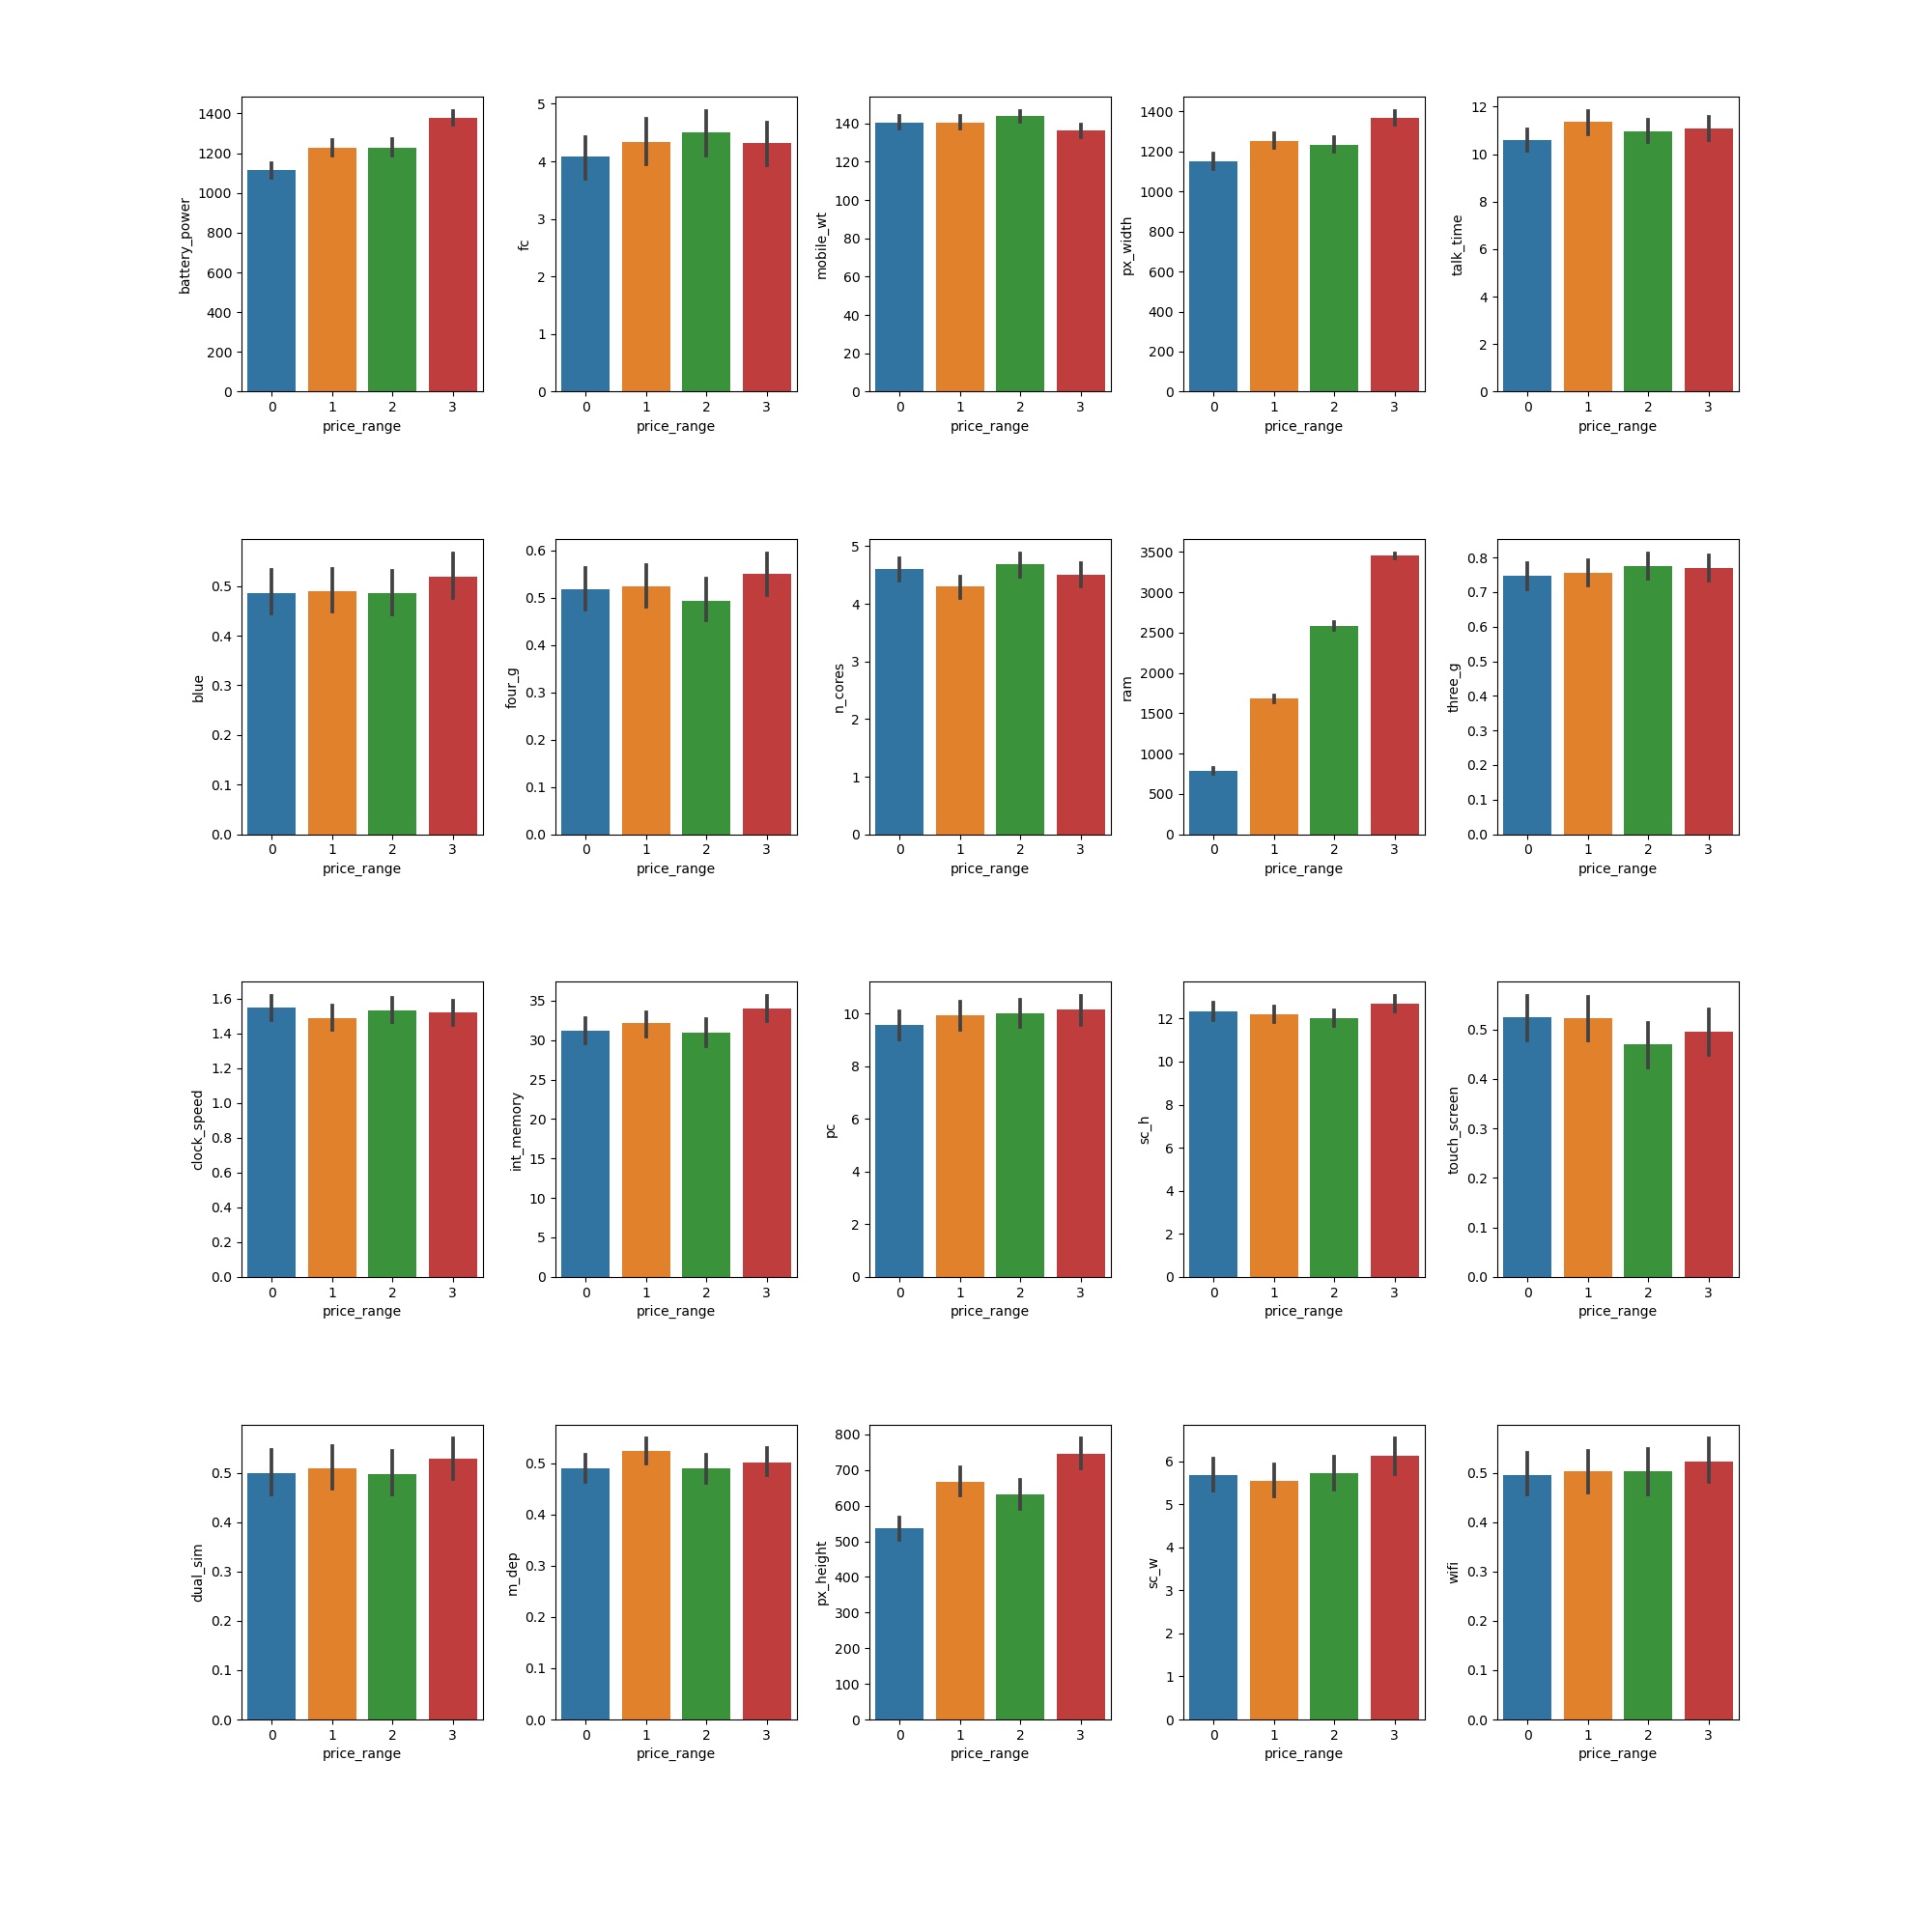 1400
1200
1000
800
600
400
200
0
battery_power
0 1 2 3
price_range
5
4
3
2
1
0
fc
0 1 2 3
price_range
140
120
100
80
60
40
20
0
mobile_wt
0 1 2 3
price_range
1400
1200
1000
800
600
400
200
0
px_width
0 1 2 3
price_range
12
10
8
6
4
2
0
talk_time
0 1 2 3
price_range
0.5
0.4
0.3
0.2
0.1
0.0
blue
0 1 2 3
price_range
0.6
0.5
0.4
0.3
0.2
0.1
0.0
four_g
0 1 2 3
price_range
5
4
3
2
1
0
n_cores
0 1 2 3
price_range
3500
3000
2500
2000
1500
1000
500
0
ram
0 1 2 3
price_range
0.8
0.7
0.6
0.5
0.4
0.3
0.2
0.1
0.0
three_g
0 1 2 3
price_range
1.6
1.4
1.2
1.0
0.8
0.6
0.4
0.2
0.0
clock_speed
0 1 2 3
price_range
35
30
25
20
15
10
5
0
int_memory
0 1 2 3
price_range
10
8
6
4
2
0
pc
0 1 2 3
price_range
12
10
8
6
4
2
0
sc_h
0 1 2 3
price_range
0.5
0.4
0.3
0.2
0.1
0.0
touch_screen
0 1 2 3
price_range
0.5
0.4
0.3
0.2
0.1
0.0
dual_sim
0 1 2 3
price_range
0.5
0.4
0.3
0.2
0.1
0.0
m_dep
0 1 2 3
price_range
800
700
600
500
400
300
200
100
0
px_height
0 1 2 3
price_range
6
5
4
3
2
1
0
sc_w
0 1 2 3
price_range
0.5
0.4
0.3
0.2
0.1
0.0
wifi
0 1 2 3
price_range